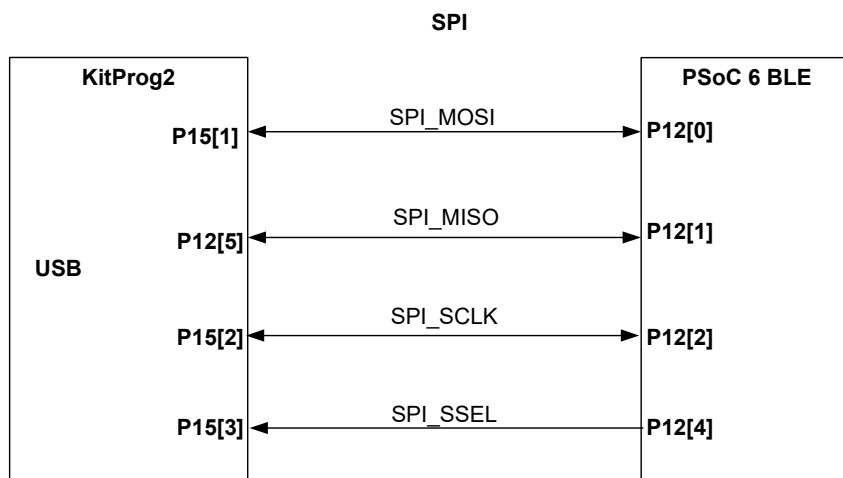 SPI
KitProg2
PSoC 6 BLE
P15[1]
SPI_MOSI
P12[0]
P12[5]
SPI_MISO
P12[1]
USB
P15[2]
SPI_SCLK
P12[2]
P15[3]
SPI_SSEL
P12[4]